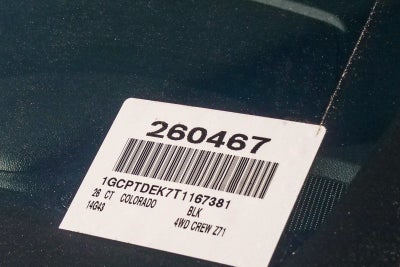 260467
1GCPTDEK7T1167381
26 CT COLORADO BLK
14G43 4WD CREW Z71